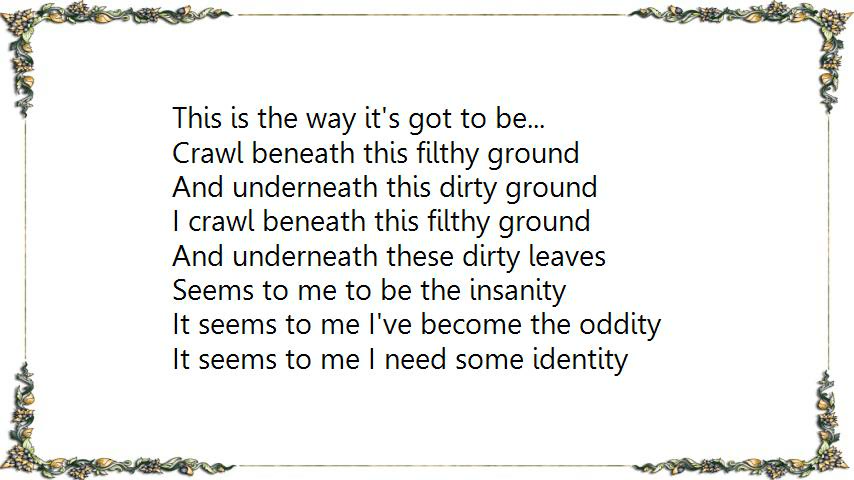 This is the way it's got to be...
Crawl beneath this filthy ground
And underneath this dirty ground
I crawl beneath this filthy ground
And underneath these dirty leaves
Seems to me to be the insanity
It seems to me I've become the oddity
It seems to me I need some identity